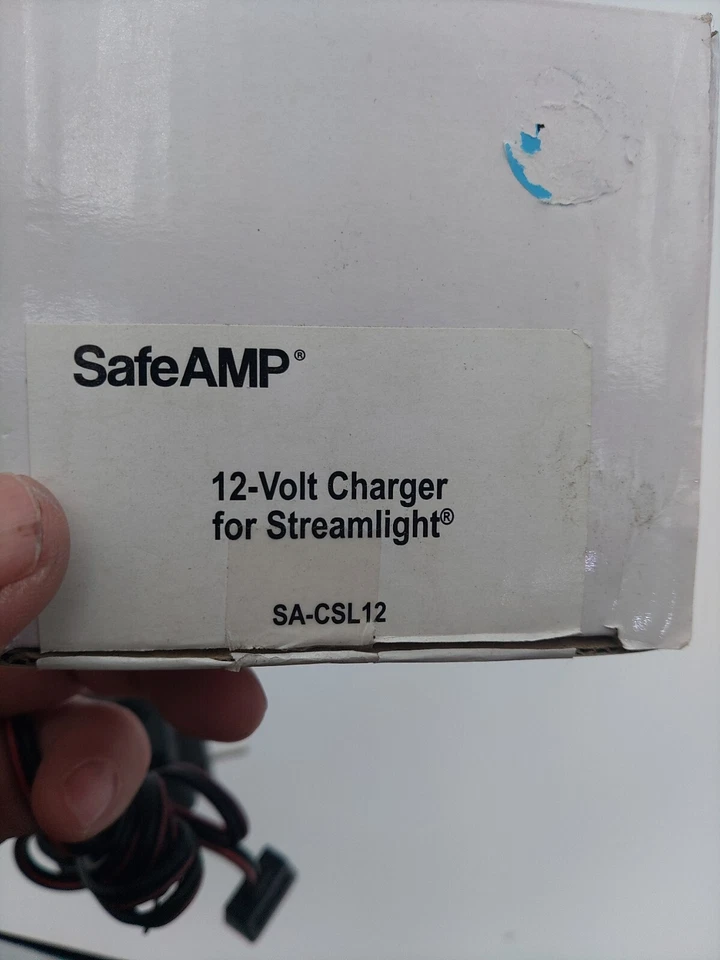 SafeAMP®
12-Volt Charger
for Streamlight®
SA-CSL12